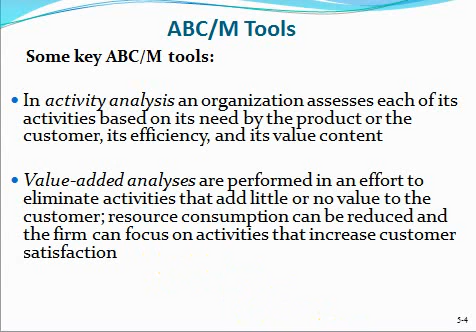 ABC/M Tools
Some key ABC/M tools:
• In activity analysis an organization assesses each of its
activities based on its need by the product or the
customer, its efficiency, and its value content
• Value-added analyses are performed in an effort to
eliminate activities that add little or no value to the
customer; resource consumption can be reduced and
the firm can focus on activities that increase customer
satisfaction
5-4